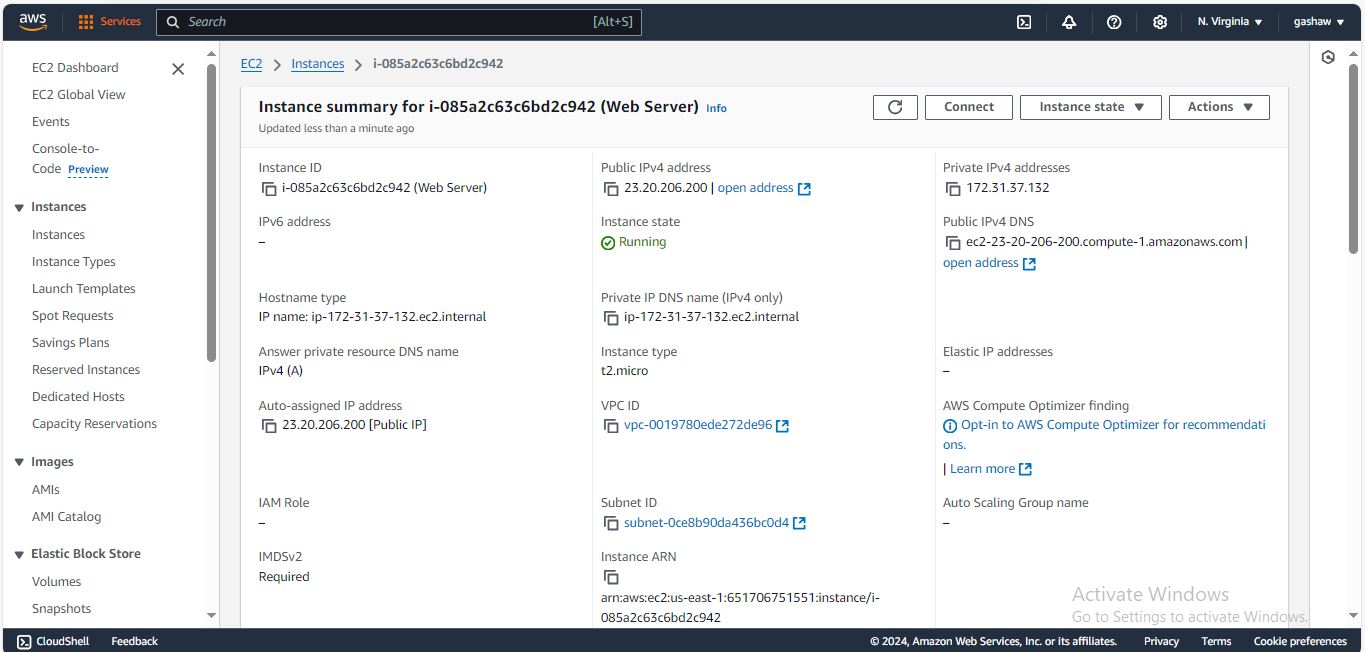 aws
Services
Search [Alt+S]
N. Virginia
gashaw
EC2 Dashboard
EC2 Global View
Events
Console-to-
Code Preview
Instances
Instances
Instance Types
Launch Templates
Spot Requests
Savings Plans
Reserved Instances
Dedicated Hosts
Capacity Reservations
Images
AMIs
AMI Catalog
Elastic Block Store
Volumes
Snapshots
EC2 > Instances > i-085a2c63c6bd2c942
Instance summary for i-085a2c63c6bd2c942 (Web Server) Info
Updated less than a minute ago
Connect
Instance state
Actions
Instance ID
i-085a2c63c6bd2c942 (Web Server)
Public IPv4 address
23.20.206.200 | open address
Private IPv4 addresses
172.31.37.132
IPv6 address
–
Instance state
Running
Public IPv4 DNS
ec2-23-20-206-200.compute-1.amazonaws.com |
open address
Hostname type
IP name: ip-172-31-37-132.ec2.internal
Private IP DNS name (IPv4 only)
ip-172-31-37-132.ec2.internal
Answer private resource DNS name
IPv4 (A)
Instance type
t2.micro
Elastic IP addresses
–
Auto-assigned IP address
23.20.206.200 [Public IP]
VPC ID
vpc-0019780ede272de96
AWS Compute Optimizer finding
Opt-in to AWS Compute Optimizer for recommendati
ons.
| Learn more
IAM Role
–
Subnet ID
subnet-0ce8b90da436bc0d4
Auto Scaling Group name
–
IMDSv2
Required
Instance ARN
arn:aws:ec2:us-east-1:651706751551:instance/i-
085a2c63c6bd2c942
Activate Windows
Go to Settings to activate Windows.
CloudShell
Feedback
© 2024, Amazon Web Services, Inc. or its affiliates.
Privacy
Terms
Cookie preferences